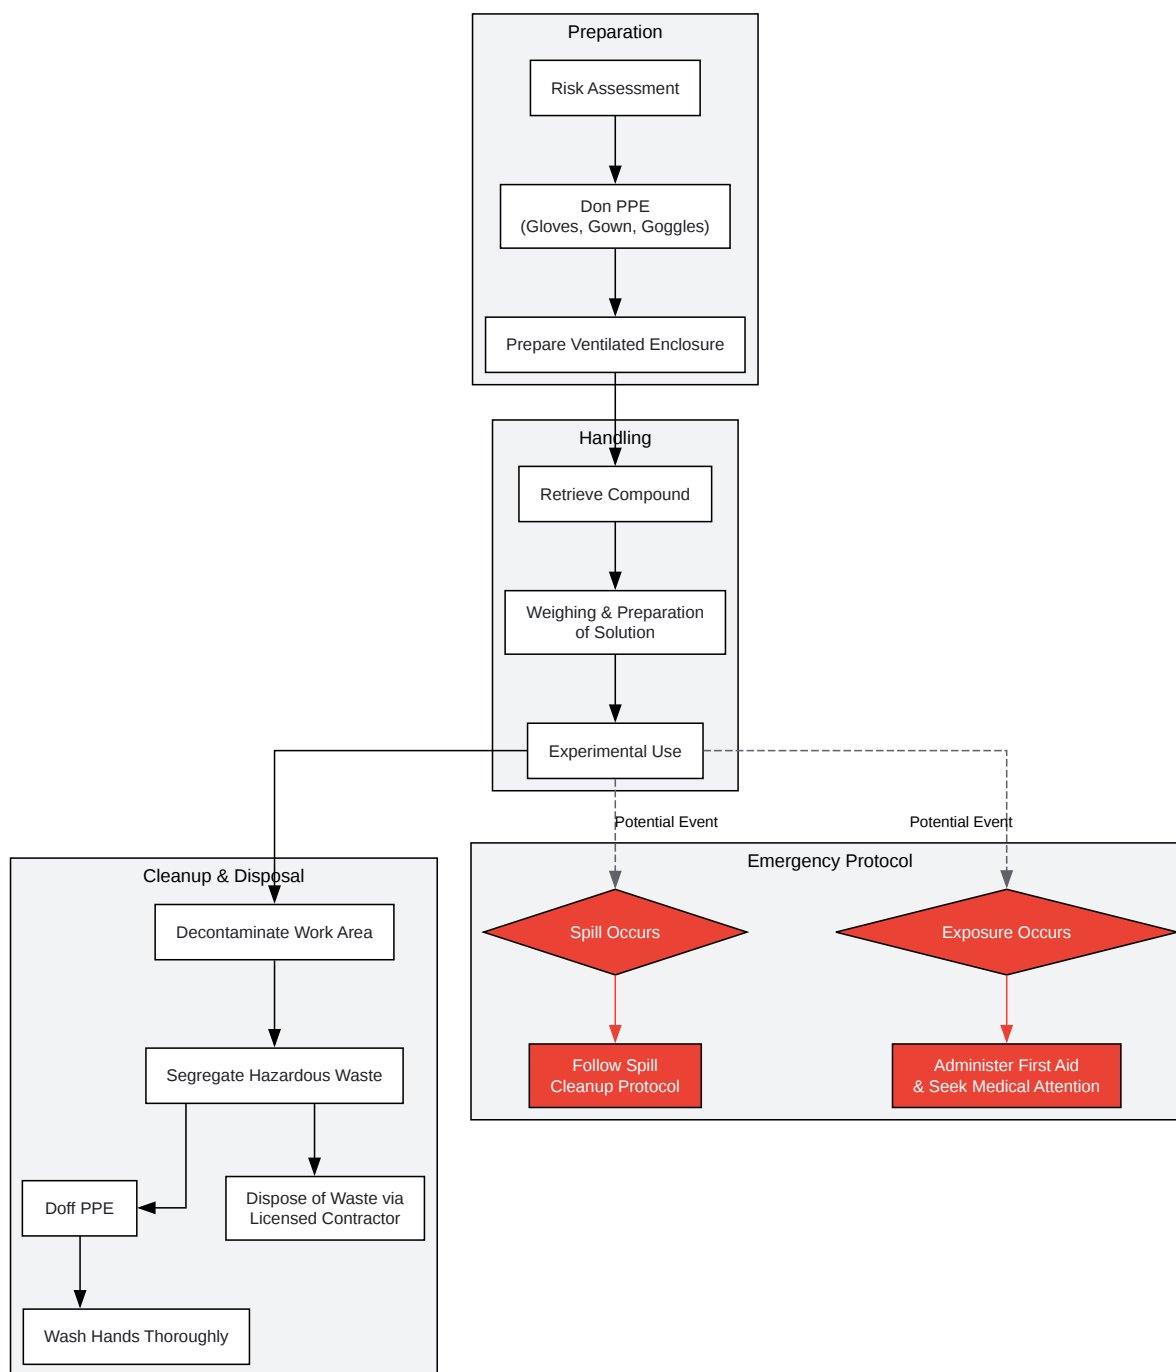 Preparation
Risk Assessment
Don PPE
(Gloves, Gown, Goggles)
Prepare Ventilated Enclosure
Handling
Retrieve Compound
Weighing & Preparation
of Solution
Experimental Use
Potential Event
Potential Event
Cleanup & Disposal
Decontaminate Work Area
Segregate Hazardous Waste
Doff PPE
Dispose of Waste via
Licensed Contractor
Wash Hands Thoroughly
Emergency Protocol
Spill Occurs
Exposure Occurs
Follow Spill
Cleanup Protocol
Administer First Aid
& Seek Medical Attention